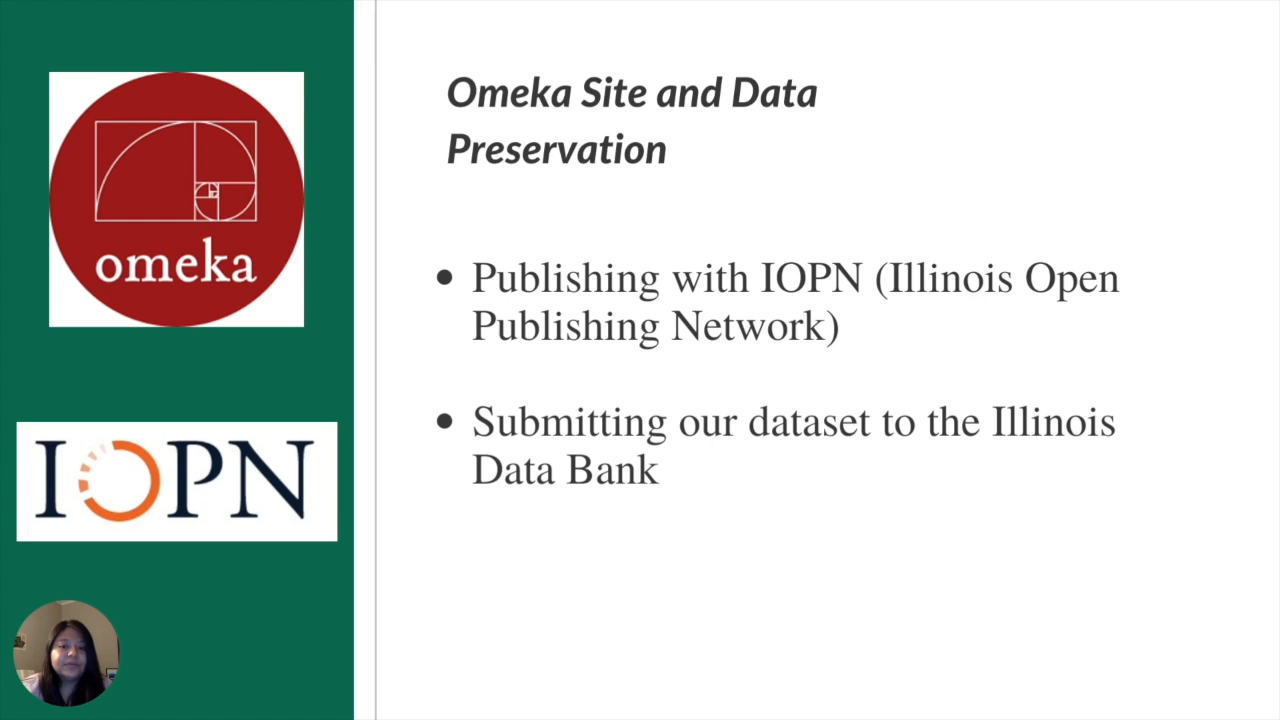 omeka
IOPN
Omeka Site and Data
Preservation
• Publishing with IOPN (Illinois Open
Publishing Network)
• Submitting our dataset to the Illinois
Data Bank